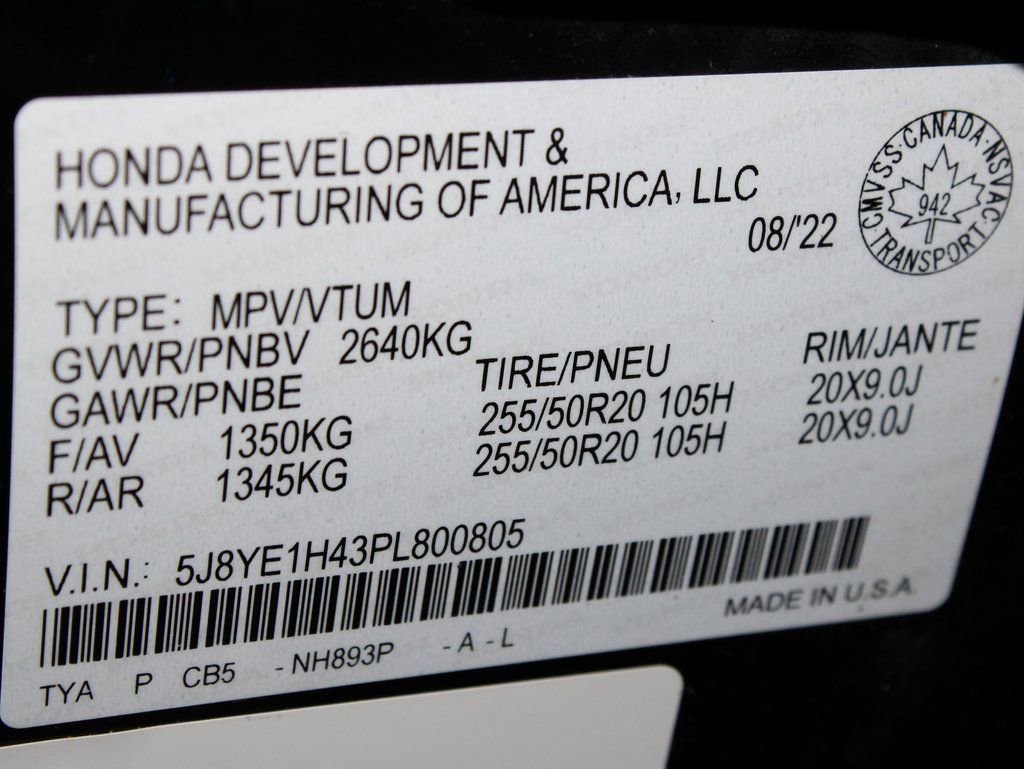 HONDA DEVELOPMENT &
MANUFACTURING OF AMERICA, LLC
08/'22
CMVSS·CANADA·NSVAC·TRANSPORT·
942
TYPE: MPV/VTUM
GVWR/PNBV 2640KG
GAWR/PNBE TIRE/PNEU RIM/JANTE
F/AV 1350KG 255/50R20 105H 20X9.0J
R/AR 1345KG 255/50R20 105H 20X9.0J
V.I.N.: 5J8YE1H43PL800805
MADE IN U.S.A.
TYA P CB5 - NH893P - A - L